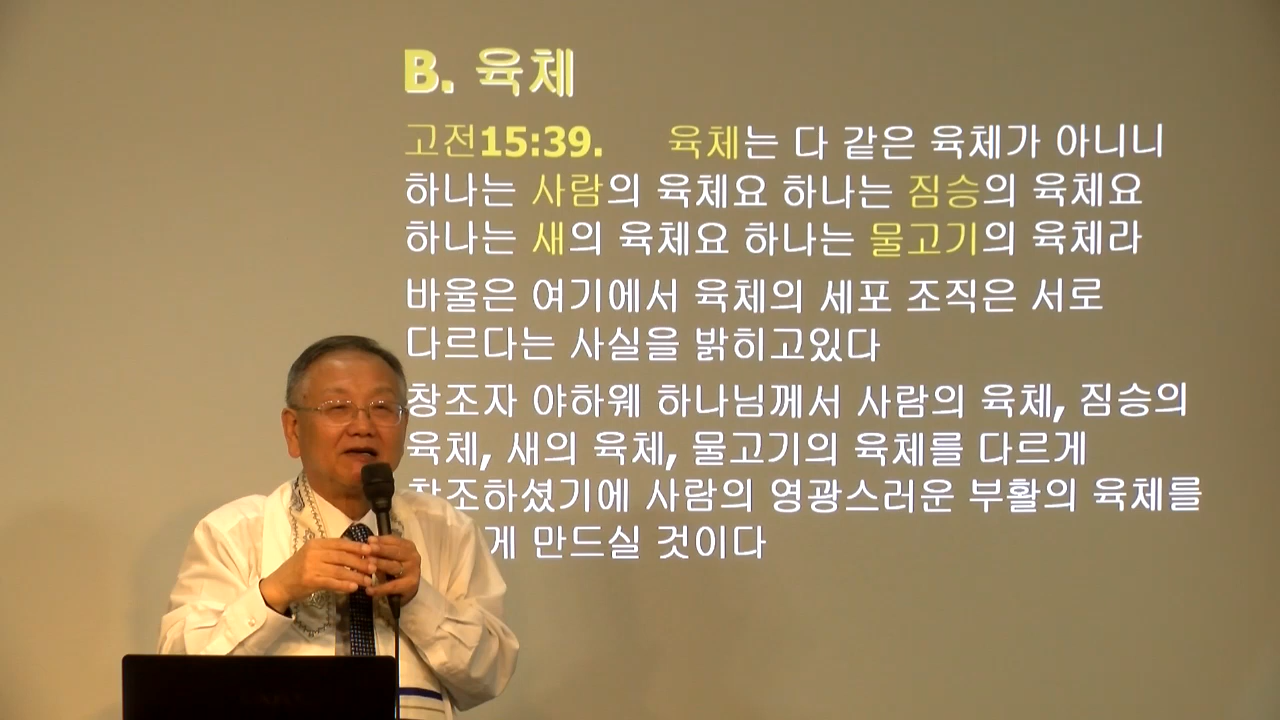 B. 육체
고전15:39. 육체는 다 같은 육체가 아니니
하나는 사람의 육체요 하나는 짐승의 육체요
하나는 새의 육체요 하나는 물고기의 육체라
바울은 여기에서 육체의 세포 조직은 서로
다르다는 사실을 밝히고있다
창조자 야하웨 하나님께서 사람의 육체, 짐승의
육체, 새의 육체, 물고기의 육체를 다르게
창조하셨기에 사람의 영광스러운 부활의 육체를
게 만드실 것이다